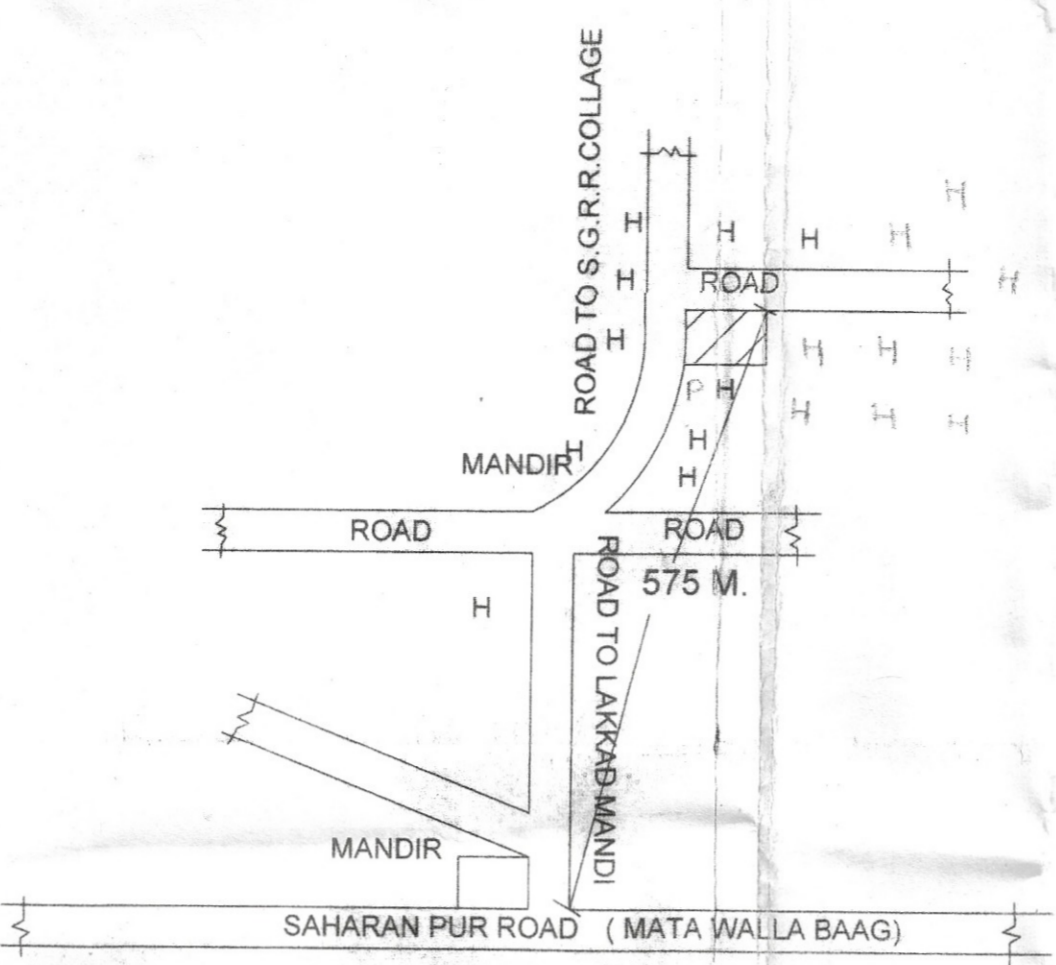 ROAD TO S.G.R.R.COLLAGE
H
H H H H
H
H
ROAD
H
H
H H H
P H
H H H
H
H
MANDIR
H
ROAD
ROAD
ROAD TO LAKKAD MANDI
575 M.
H
MANDIR
SAHARAN PUR ROAD ( MATA WALLA BAAG)